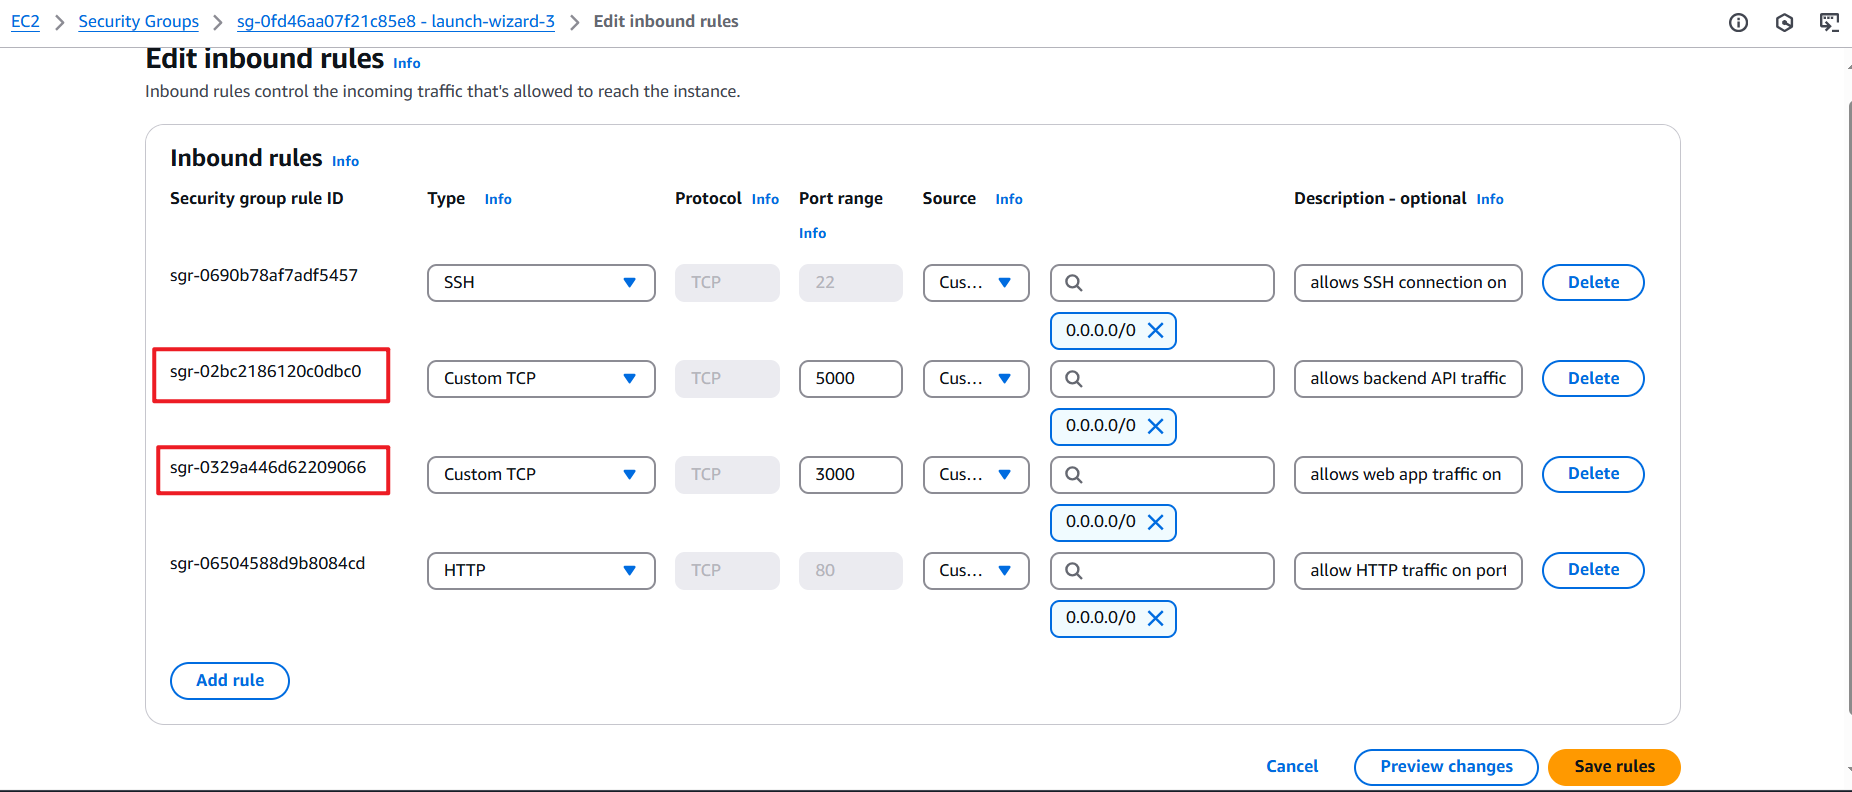 EC2 > Security Groups > sg-0fd46aa07f21c85e8 - launch-wizard-3 > Edit inbound rules
Edit inbound rules Info
Inbound rules control the incoming traffic that's allowed to reach the instance.
Inbound rules Info
Security group rule ID Type Info Protocol Info Port range Info Source Info Description - optional Info
sgr-0690b78af7adf5457 SSH TCP 22 Cus... allows SSH connection on Delete
0.0.0.0/0
sgr-02bc2186120c0dbc0 Custom TCP TCP 5000 Cus... allows backend API traffic Delete
0.0.0.0/0
sgr-0329a446d62209066 Custom TCP TCP 3000 Cus... allows web app traffic on Delete
0.0.0.0/0
sgr-06504588d9b8084cd HTTP TCP 80 Cus... allow HTTP traffic on port Delete
0.0.0.0/0
Add rule
Cancel Preview changes Save rules